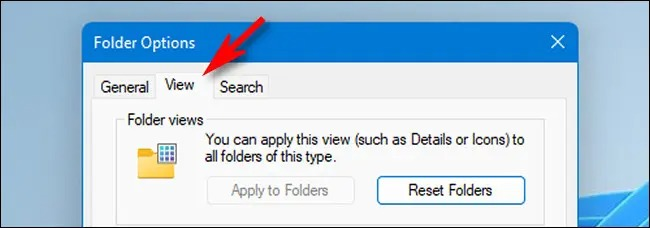 Folder Options
General View Search
Folder views
You can apply this view (such as Details or Icons) to
all folders of this type.
Apply to Folders Reset Folders